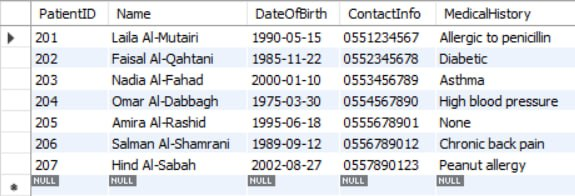 PatientID Name DateOfBirth ContactInfo MedicalHistory
201 Laila Al-Mutairi 1990-05-15 0551234567 Allergic to penicillin
202 Faisal Al-Qahtani 1985-11-22 0552345678 Diabetic
203 Nadia Al-Fahad 2000-01-10 0553456789 Asthma
204 Omar Al-Dabbagh 1975-03-30 0554567890 High blood pressure
205 Amira Al-Rashid 1995-06-18 0555678901 None
206 Salman Al-Shamrani 1989-09-12 0556789012 Chronic back pain
207 Hind Al-Sabah 2002-08-27 0557890123 Peanut allergy
NULL NULL NULL NULL NULL